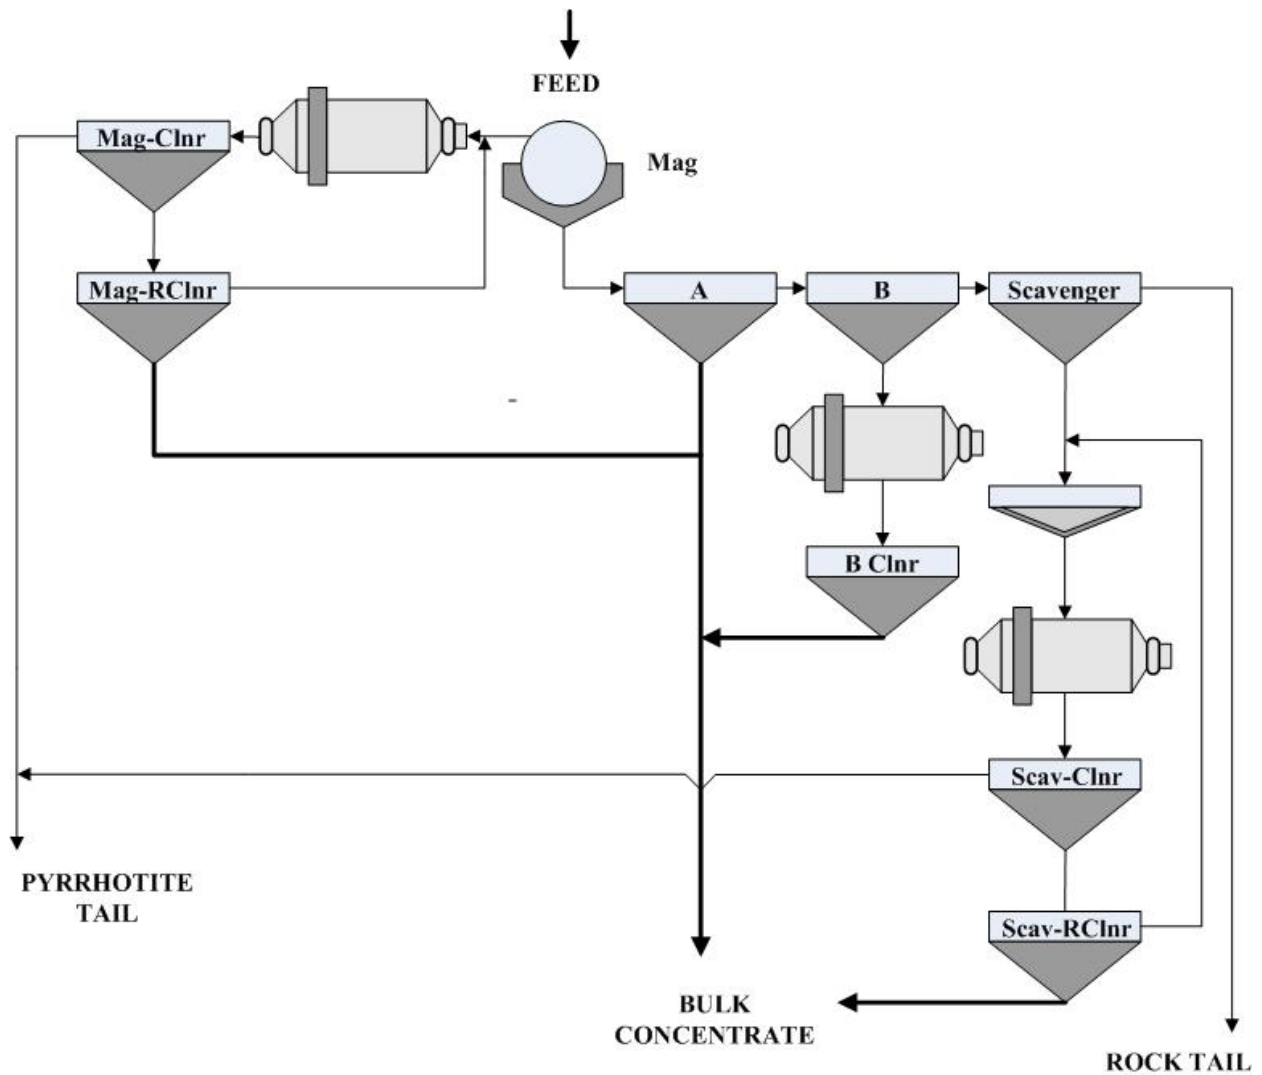 FEED
Mag-Clnr
Mag
Mag-RClnr
A
B
Scavenger
B Clnr
Scav-Clnr
PYRRHOTITE
TAIL
Scav-RClnr
BULK
CONCENTRATE
ROCK TAIL